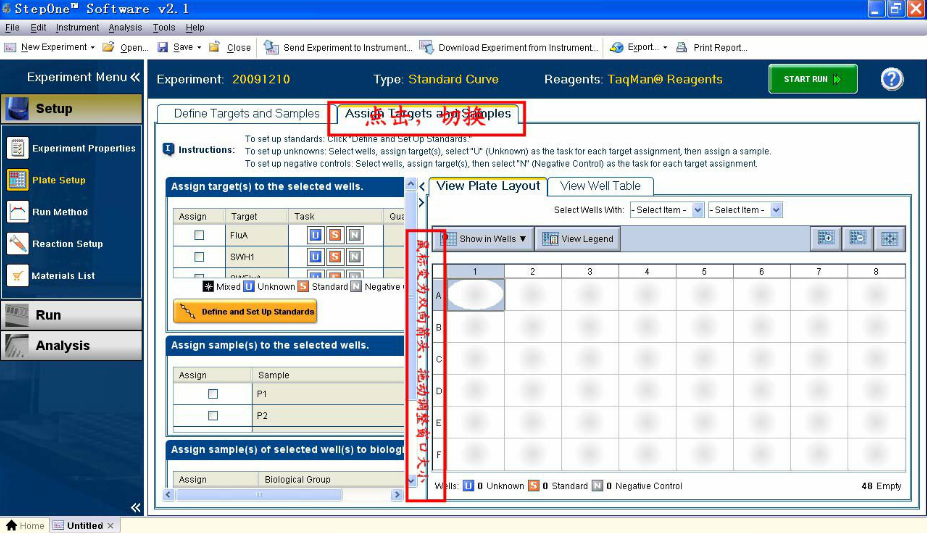 StepOne™ Software v2.1
File Edit Instrument Analysis Tools Help
New Experiment Open... Save Close Send Experiment to Instrument... Download Experiment from Instrument... Export... Print Report...
Experiment Menu «
Experiment: 20091210 Type: Standard Curve Reagents: TaqMan® Reagents START RUN
Setup
Experiment Properties
Plate Setup
Run Method
Reaction Setup
Materials List
Run
Analysis
Define Targets and Samples
Assign Targets and Samples
点击，切换
Instructions:
To set up standards: Click "Define and Set Up Standards."
To set up unknowns: Select wells, assign target(s), select "U" (Unknown) as the task for each target assignment, then assign a sample.
To set up negative controls: Select wells, assign target(s), then select "N" (Negative Control) as the task for each target assignment.
Assign target(s) to the selected wells.
Assign Target Task Qua
FluA U S N
SWH1 U S N
Mixed U Unknown S Standard N Negative
Define and Set Up Standards
Assign sample(s) to the selected wells.
Assign Sample
P1
P2
Assign sample(s) of selected well(s) to biolog
Assign Biological Group
鼠标变为双向箭头，拖动调整窗口大小
View Plate Layout View Well Table
Select Wells With: - Select Item - - Select Item -
Show in Wells ▼ View Legend
1 2 3 4 5 6 7 8
A
B
C
D
E
F
Wells: U 0 Unknown S 0 Standard N 0 Negative Control 48 Empty
Home Untitled ×